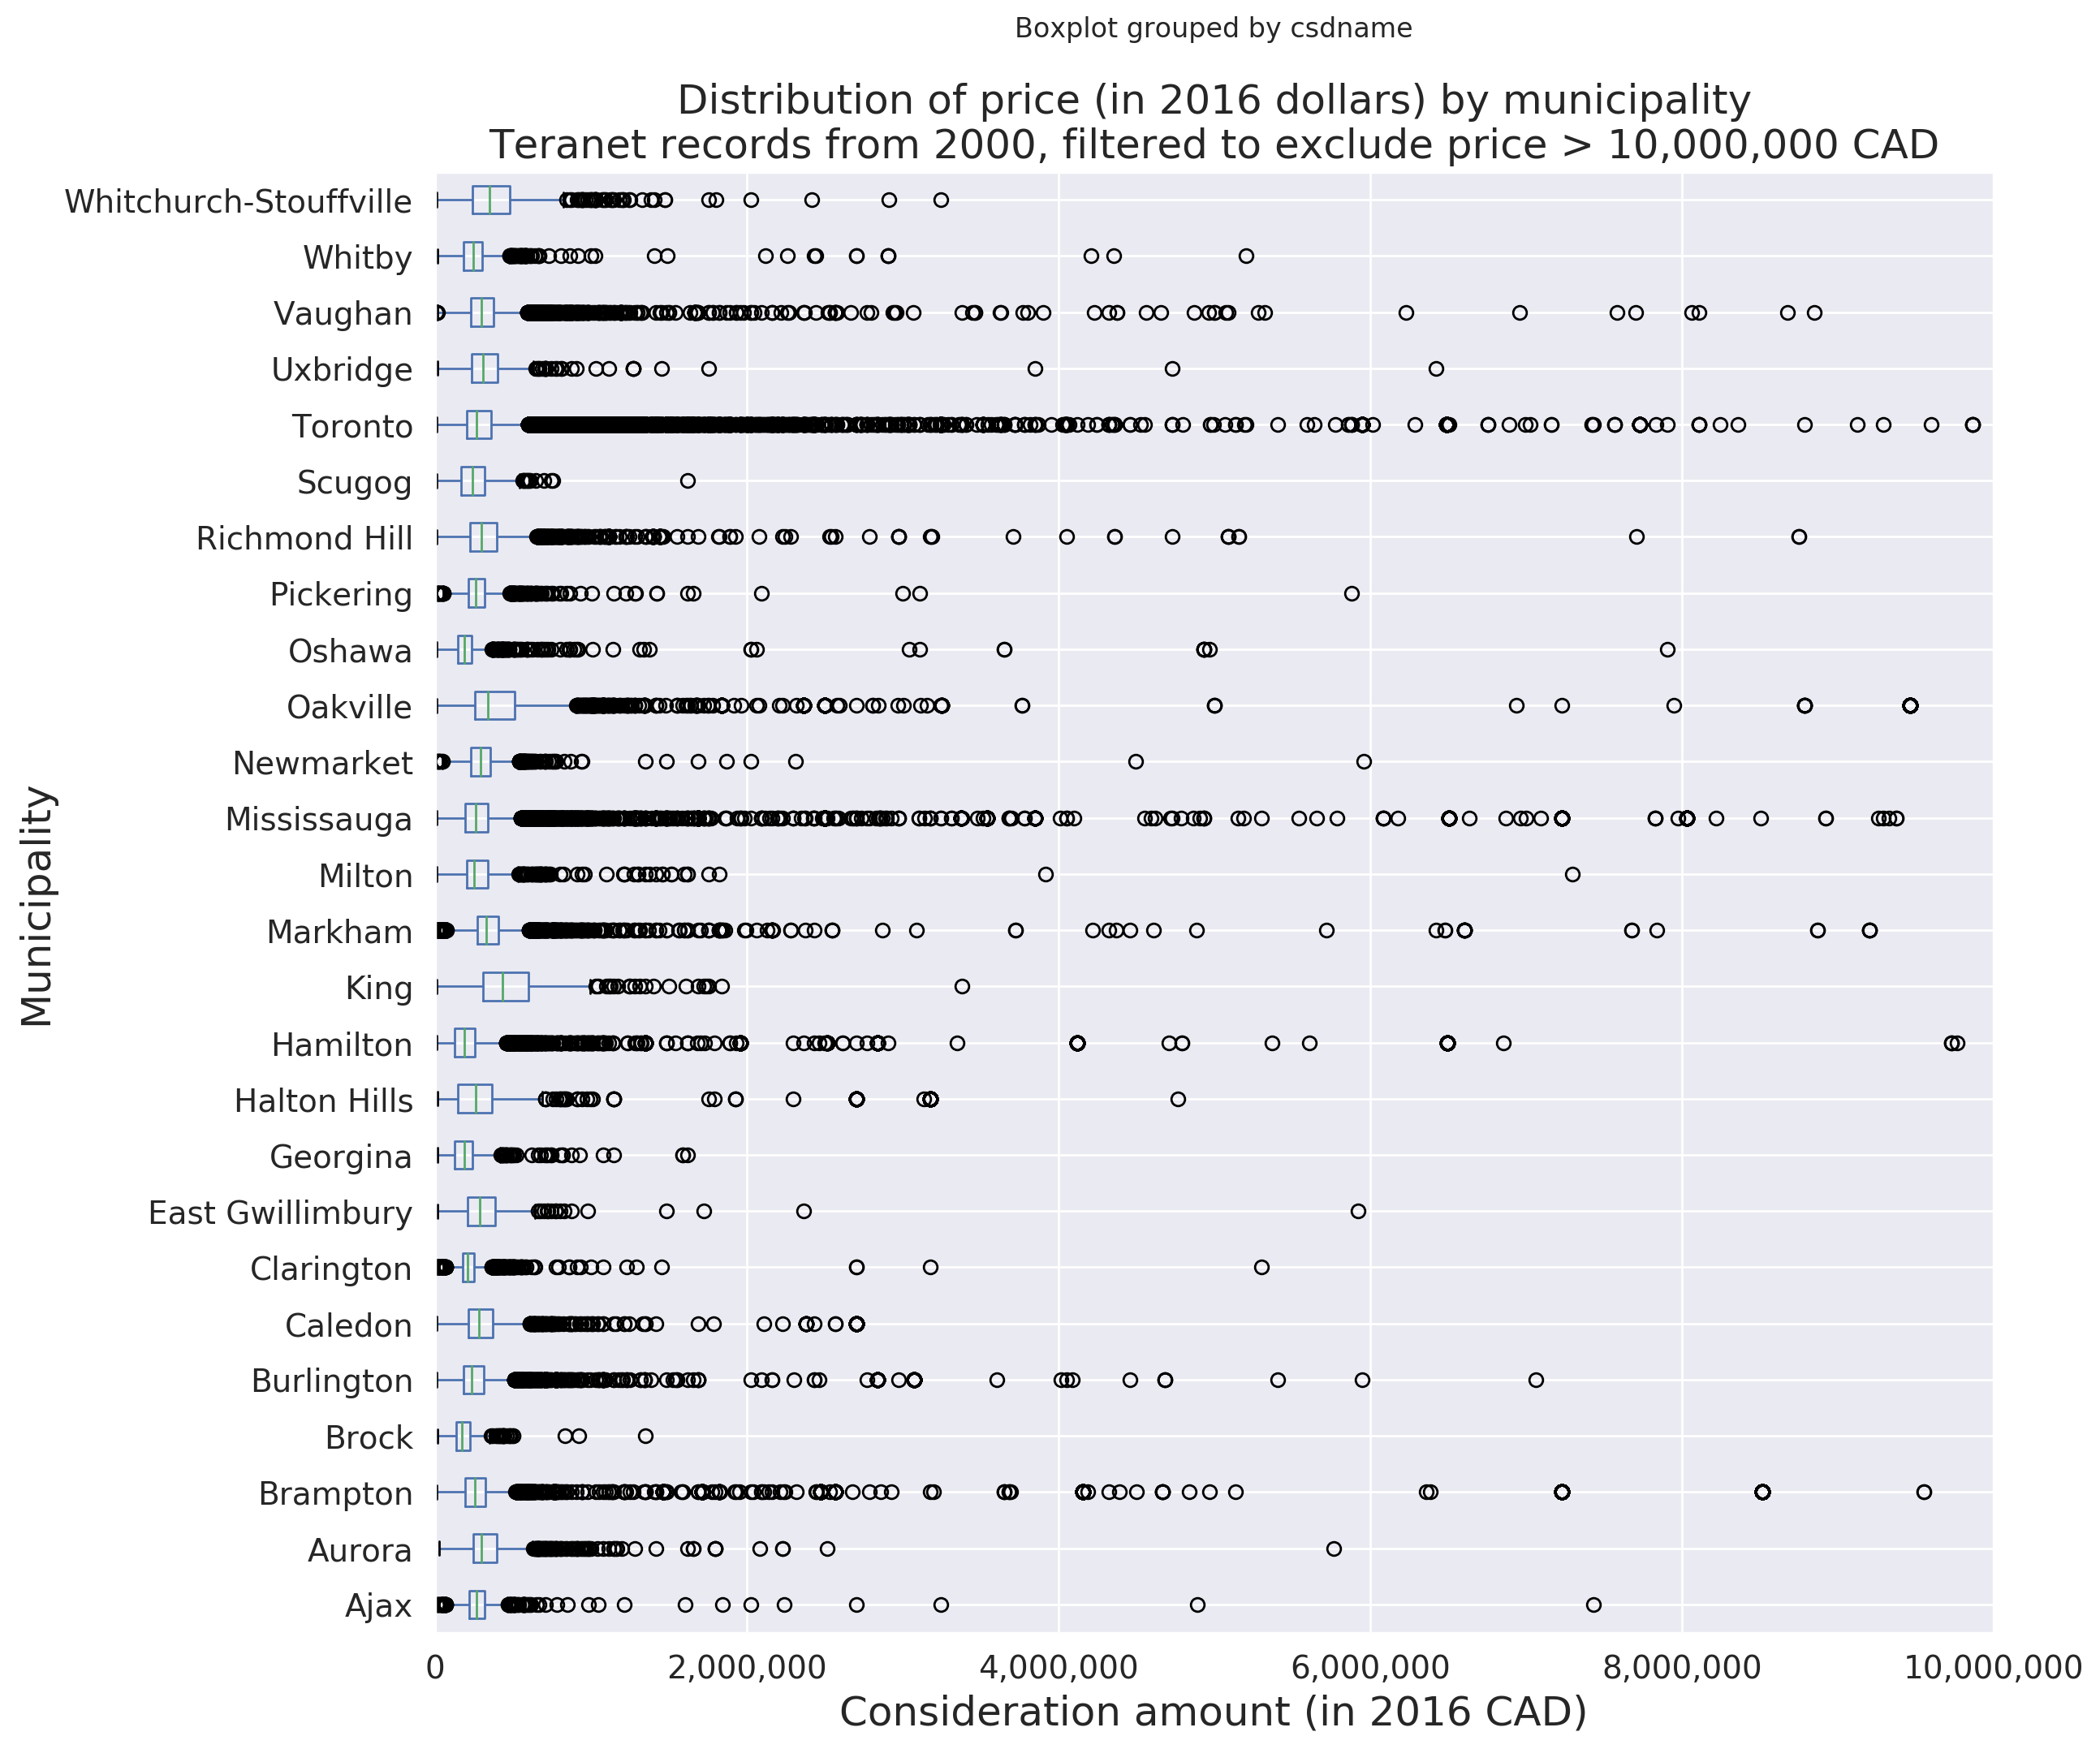 Boxplot grouped by csdname
Distribution of price (in 2016 dollars) by municipality
Teranet records from 2000, filtered to exclude price > 10,000,000 CAD
Municipality
Whitchurch-Stouffville
Whitby
Vaughan
Uxbridge
Toronto
Scugog
Richmond Hill
Pickering
Oshawa
Oakville
Newmarket
Mississauga
Milton
Markham
King
Hamilton
Halton Hills
Georgina
East Gwillimbury
Clarington
Caledon
Burlington
Brock
Brampton
Aurora
Ajax
0 2,000,000 4,000,000 6,000,000 8,000,000 10,000,000
Consideration amount (in 2016 CAD)